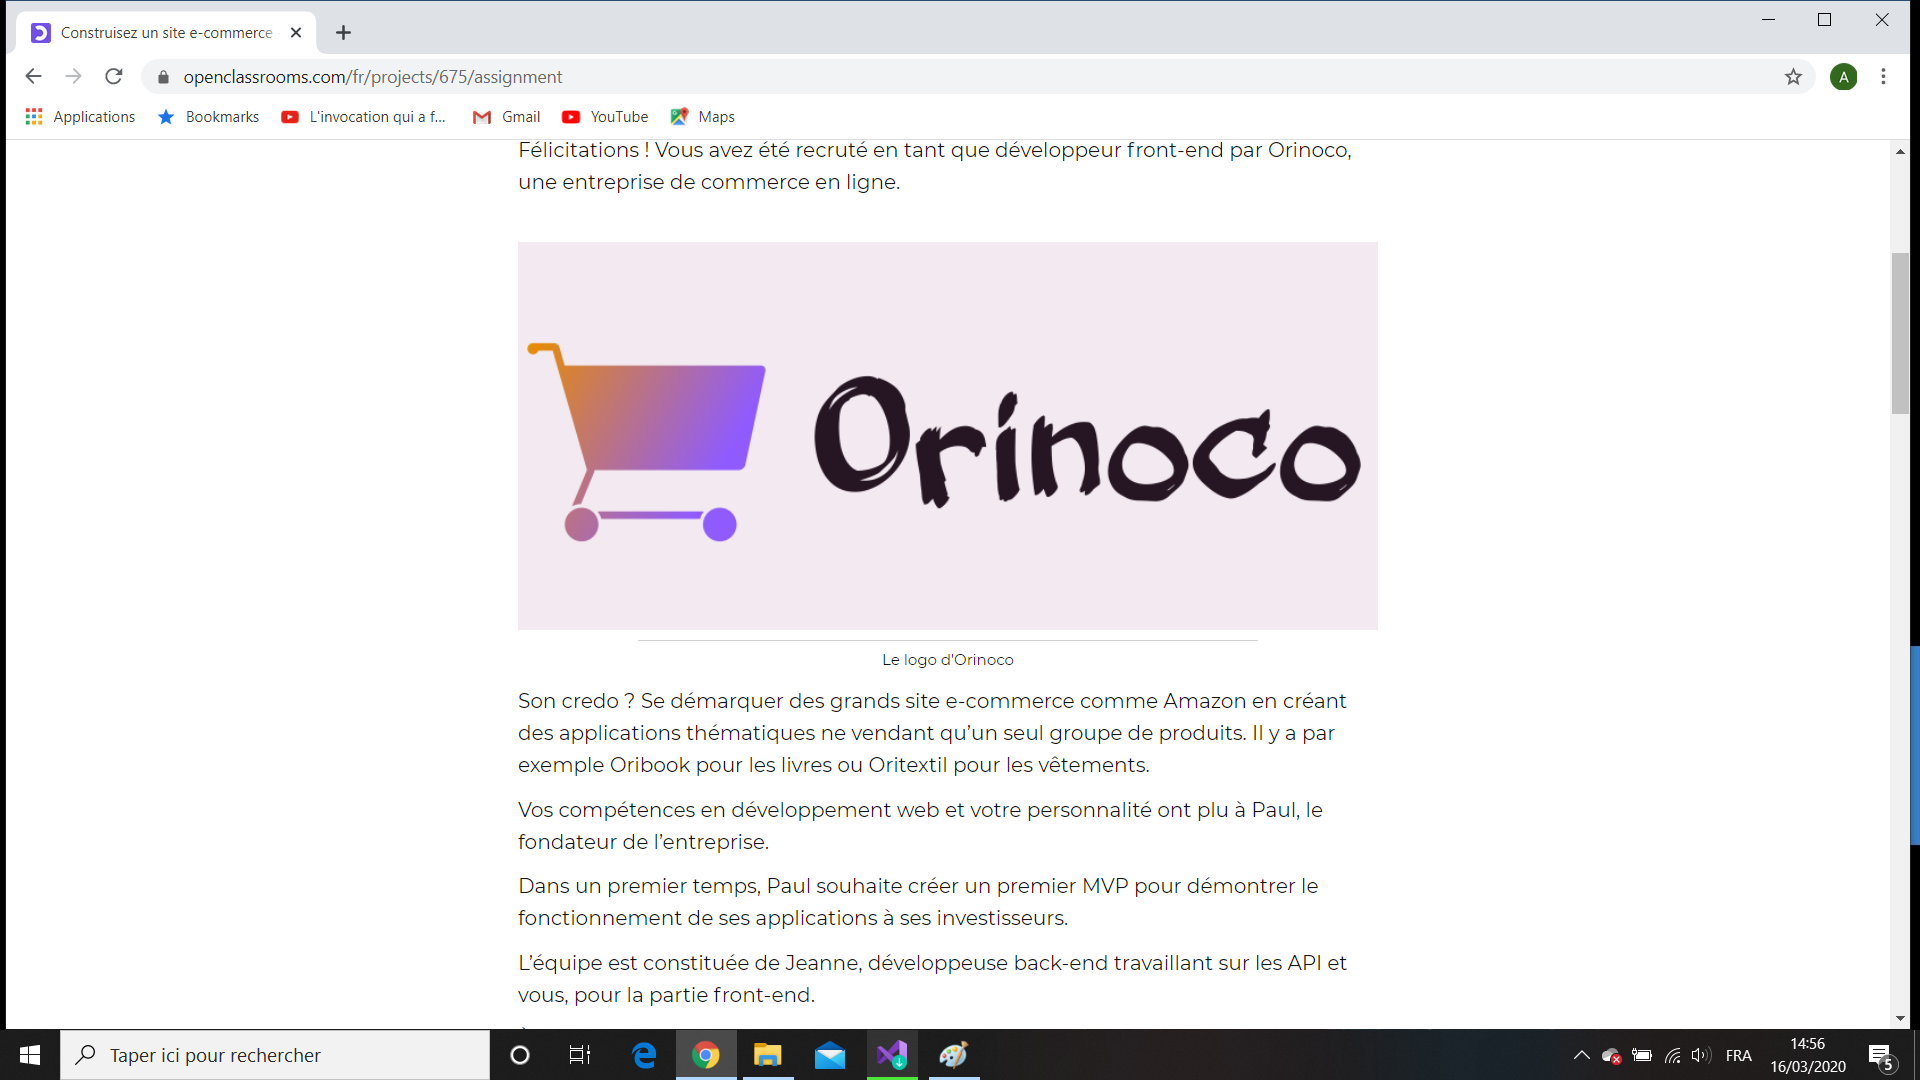 Construisez un site e-commerce
openclassrooms.com/fr/projects/675/assignment
A
Applications Bookmarks L'invocation qui a f... Gmail YouTube Maps
Félicitations ! Vous avez été recruté en tant que développeur front-end par Orinoco,
une entreprise de commerce en ligne.
Orinoco
Le logo d'Orinoco
Son credo ? Se démarquer des grands site e-commerce comme Amazon en créant
des applications thématiques ne vendant qu'un seul groupe de produits. Il y a par
exemple Oribook pour les livres ou Oritextil pour les vêtements.
Vos compétences en développement web et votre personnalité ont plu à Paul, le
fondateur de l'entreprise.
Dans un premier temps, Paul souhaite créer un premier MVP pour démontrer le
fonctionnement de ses applications à ses investisseurs.
L'équipe est constituée de Jeanne, développeuse back-end travaillant sur les API et
vous, pour la partie front-end.
Taper ici pour rechercher
FRA
14:56
16/03/2020
5